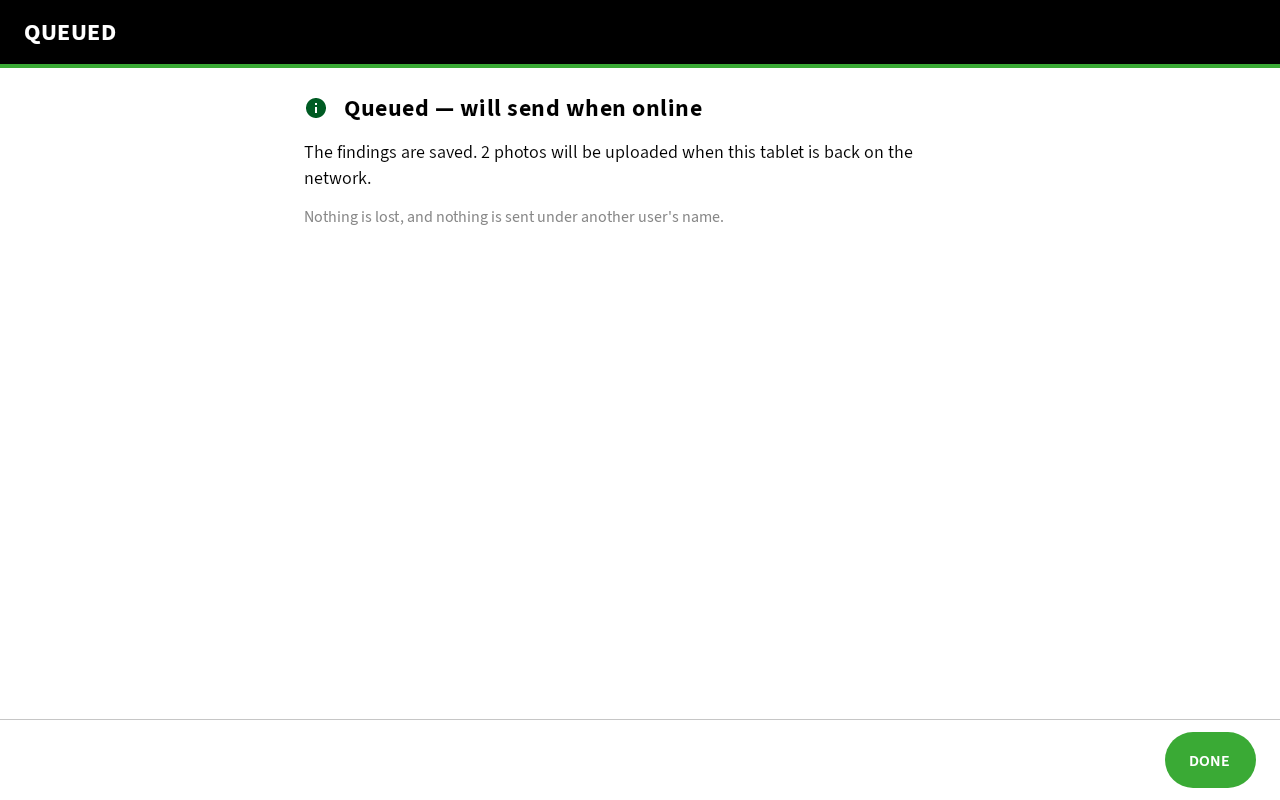 QUEUED
Queued — will send when online
The findings are saved. 2 photos will be uploaded when this tablet is back on the
network.
Nothing is lost, and nothing is sent under another user's name.
DONE